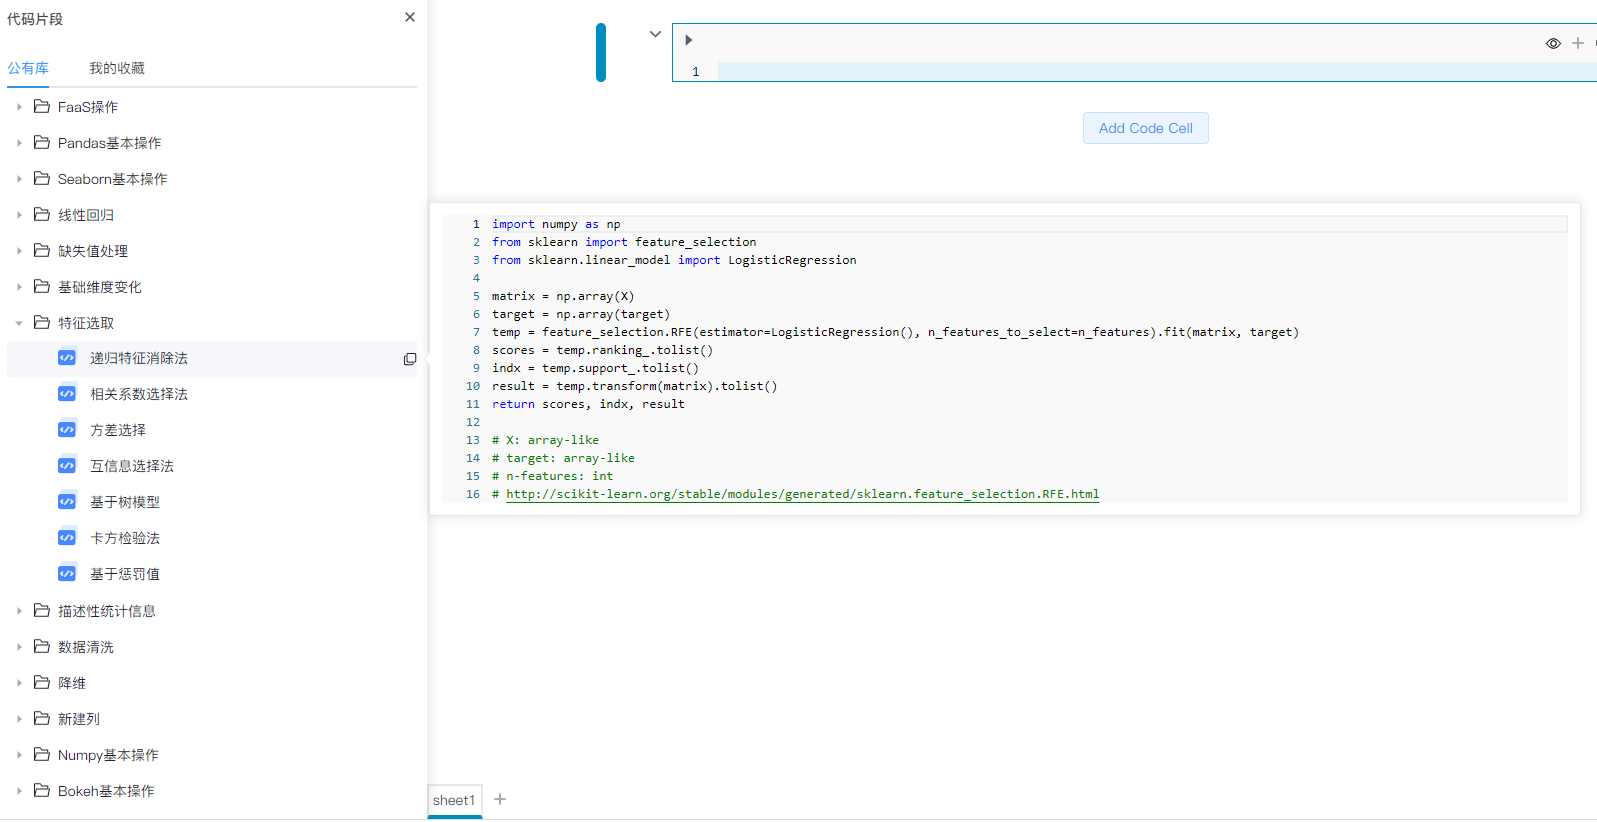 代码片段
公有库 我的收藏
FaaS操作
Pandas基本操作
Seaborn基本操作
线性回归
缺失值处理
基础维度变化
特征选取
递归特征消除法
相关系数选择法
方差选择
互信息选择法
基于树模型
卡方检验法
基于惩罚值
描述性统计信息
数据清洗
降维
新建列
Numpy基本操作
Bokeh基本操作
1
Add Code Cell
1 import numpy as np
2 from sklearn import feature_selection
3 from sklearn.linear_model import LogisticRegression
4
5 matrix = np.array(X)
6 target = np.array(target)
7 temp = feature_selection.RFE(estimator=LogisticRegression(), n_features_to_select=n_features).fit(matrix, target)
8 scores = temp.ranking_.tolist()
9 indx = temp.support_.tolist()
10 result = temp.transform(matrix).tolist()
11 return scores, indx, result
12
13 # X: array-like
14 # target: array-like
15 # n-features: int
16 # http://scikit-learn.org/stable/modules/generated/sklearn.feature_selection.RFE.html
sheet1